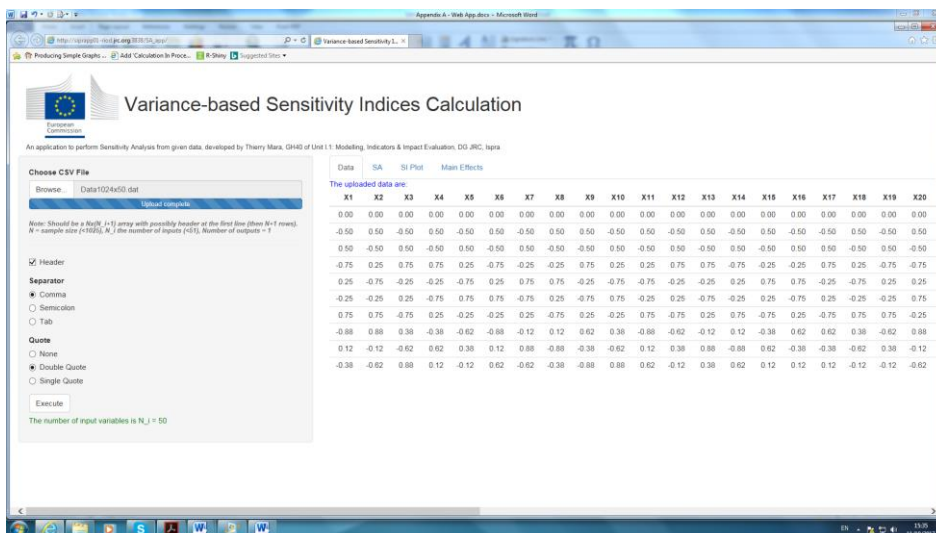 Appendix A - Web App.docx - Microsoft Word
Variance-based Sensitivity I...
Producing Simple Graphs ... Add 'Calculation In Proce... R-Shiny Suggested Sites
European
Commission
Variance-based Sensitivity Indices Calculation
An application to perform Sensitivity Analysis from given data, developed by Thierry Mara, GH40 of Unit I.1: Modelling, Indicators & Impact Evaluation, DG JRC, Ispra
Choose CSV File
Browse... Data1024x50.dat
Upload complete
Note: Should be a Nx(N_i+1) array with possibly header at the first line (then N+1 rows).
N = sample size (<1025), N_i the number of inputs (<51), Number of outputs = 1
Header
Separator
Comma
Semicolon
Tab
Quote
None
Double Quote
Single Quote
Execute
The number of input variables is N_i = 50
Data SA SI Plot Main Effects
The uploaded data are:
X1 X2 X3 X4 X5 X6 X7 X8 X9 X10 X11 X12 X13 X14 X15 X16 X17 X18 X19 X20
0.00 0.00 0.00 0.00 0.00 0.00 0.00 0.00 0.00 0.00 0.00 0.00 0.00 0.00 0.00 0.00 0.00 0.00 0.00 0.00
-0.50 0.50 -0.50 0.50 -0.50 0.50 -0.50 0.50 -0.50 0.50 -0.50 0.50 -0.50 0.50 -0.50 0.50 -0.50 0.50 -0.50 0.50
0.50 -0.50 0.50 -0.50 0.50 -0.50 0.50 -0.50 0.50 -0.50 0.50 -0.50 0.50 -0.50 0.50 -0.50 0.50 -0.50 0.50 -0.50
-0.75 0.25 0.75 0.75 0.25 -0.75 -0.25 -0.25 0.75 0.25 0.25 0.75 0.75 -0.75 -0.25 -0.25 0.75 0.25 -0.75 -0.75
0.25 -0.75 -0.25 -0.25 -0.75 0.25 0.75 0.75 -0.25 -0.75 -0.75 -0.25 -0.25 0.25 0.75 0.75 -0.25 -0.75 0.25 0.25
-0.25 -0.25 0.25 -0.75 0.75 0.75 -0.75 0.25 -0.75 0.75 -0.25 0.25 -0.75 -0.25 0.25 -0.75 0.25 -0.25 -0.25 0.75
0.75 0.75 -0.75 0.25 -0.25 -0.25 0.25 -0.75 0.25 -0.25 0.75 -0.75 0.25 0.75 -0.75 0.25 -0.75 0.75 0.75 -0.25
-0.88 0.88 0.38 -0.38 -0.62 -0.88 -0.12 0.12 0.62 0.38 -0.88 -0.62 -0.12 0.12 -0.38 0.62 0.62 0.38 -0.62 0.88
0.12 -0.12 -0.62 0.62 0.38 0.12 0.88 -0.88 -0.38 -0.62 0.12 0.38 0.88 -0.88 0.62 -0.38 -0.38 -0.62 0.38 -0.12
-0.38 -0.62 0.88 0.12 -0.12 0.62 -0.62 -0.38 -0.88 0.88 0.62 -0.12 0.38 0.62 0.12 0.12 0.12 -0.12 -0.12 -0.62
EN
15:35